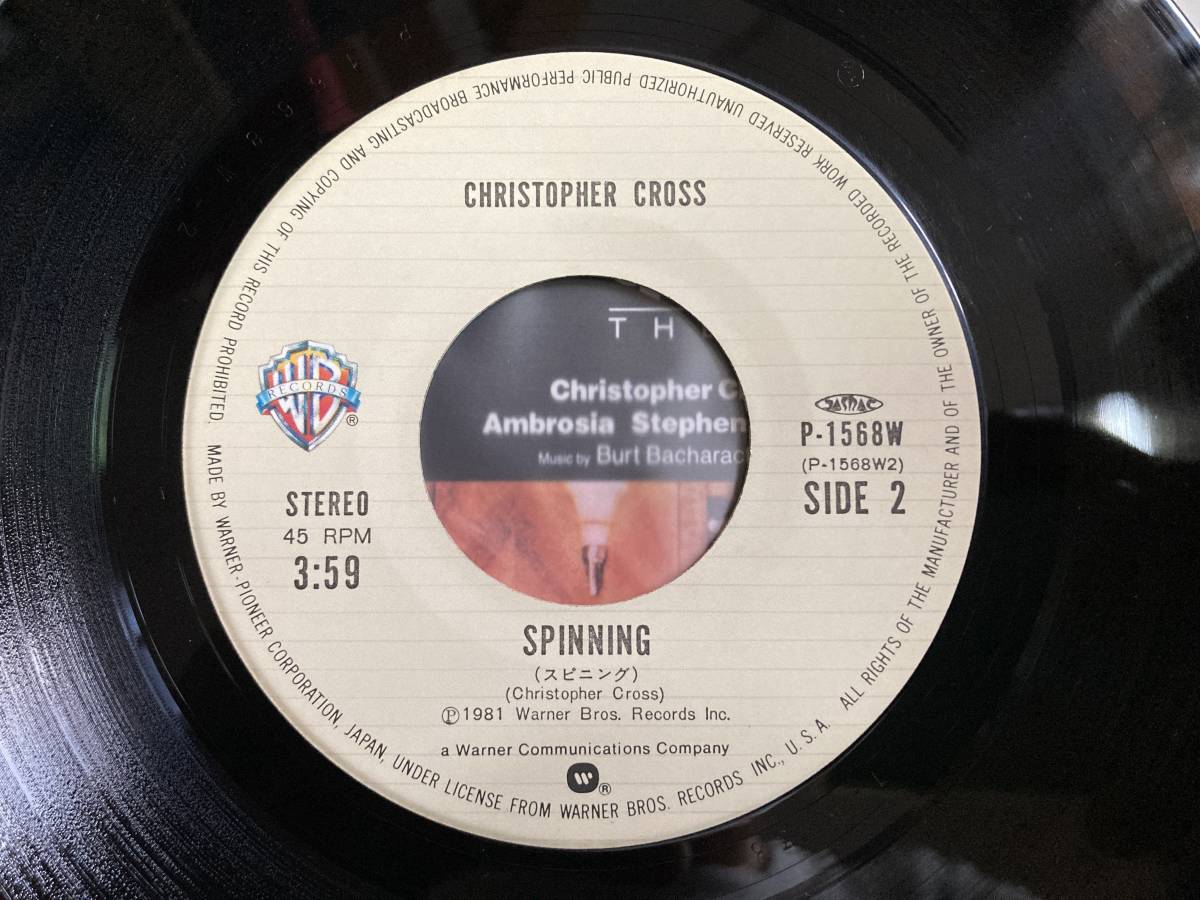 CHRISTOPHER CROSS
WB
RECORDS
®
STEREO
45 RPM
3:59
JASRAC
P-1568W
(P-1568W2)
SIDE 2
TH
Christopher C
Ambrosia Stephen
Music by Burt Bacharac
SPINNING
(スピニング)
(Christopher Cross)
Ⓟ1981 Warner Bros. Records Inc.
a Warner Communications Company
®
MADE BY WARNER-PIONEER CORPORATION, JAPAN, UNDER LICENSE FROM WARNER BROS. RECORDS INC., U.S.A. ALL RIGHTS OF THE MANUFACTURER AND OF THE OWNER OF THE RECORDED WORK RESERVED UNAUTHORIZED PUBLIC PERFORMANCE BROADCASTING AND COPYING OF THIS RECORD PROHIBITED.